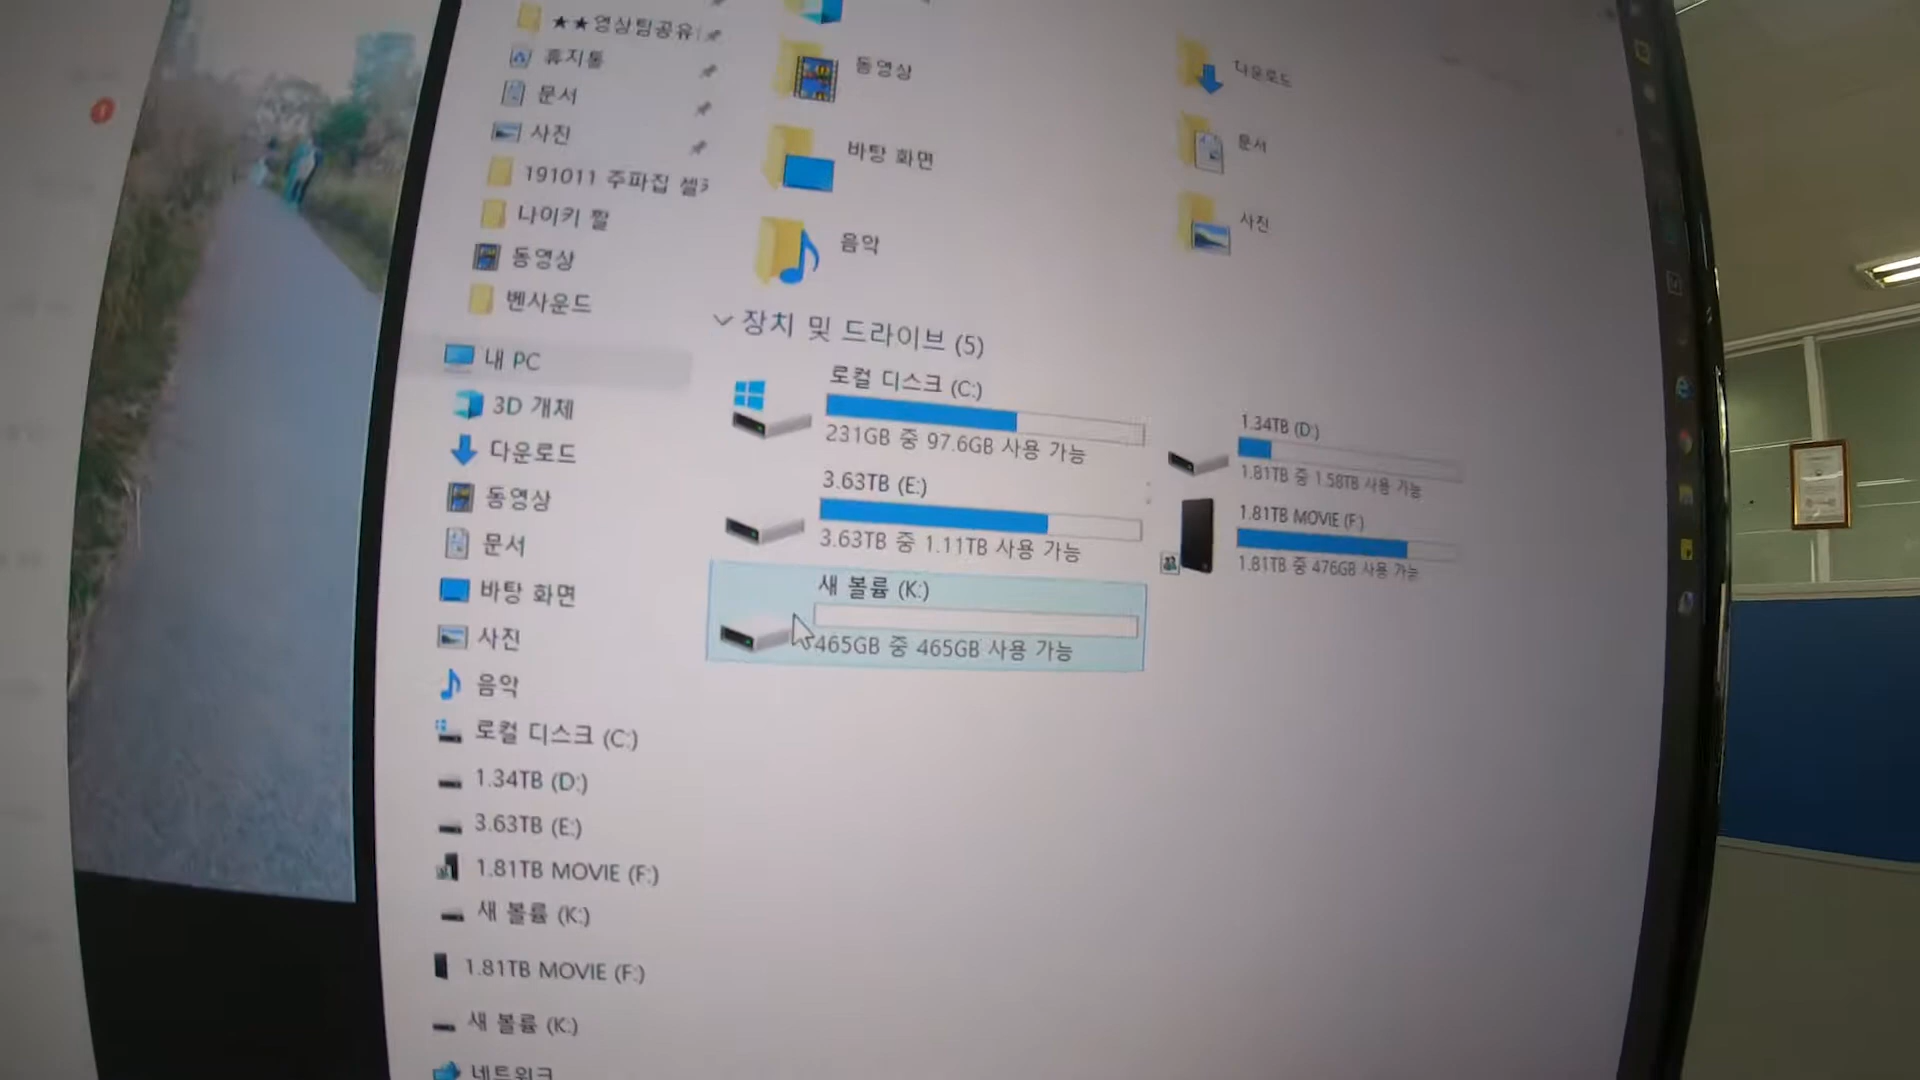 ★★영상팀공유
휴지통
문서
사진
191011 주파집 셀ㅋ
나이키 짤
동영상
벤사운드
내 PC
3D 개체
다운로드
동영상
문서
바탕 화면
사진
음악
로컬 디스크 (C:)
1.34TB (D:)
3.63TB (E:)
1.81TB MOVIE (F:)
새 볼륨 (K:)
1.81TB MOVIE (F:)
새 볼륨 (K:)
네트워크
동영상
다운로드
바탕 화면
문서
음악
사진
장치 및 드라이브 (5)
로컬 디스크 (C:)
231GB 중 97.6GB 사용 가능
1.34TB (D:)
1.81TB 중 1.58TB 사용 가능
3.63TB (E:)
3.63TB 중 1.11TB 사용 가능
1.81TB MOVIE (F:)
1.81TB 중 476GB 사용 가능
새 볼륨 (K:)
465GB 중 465GB 사용 가능